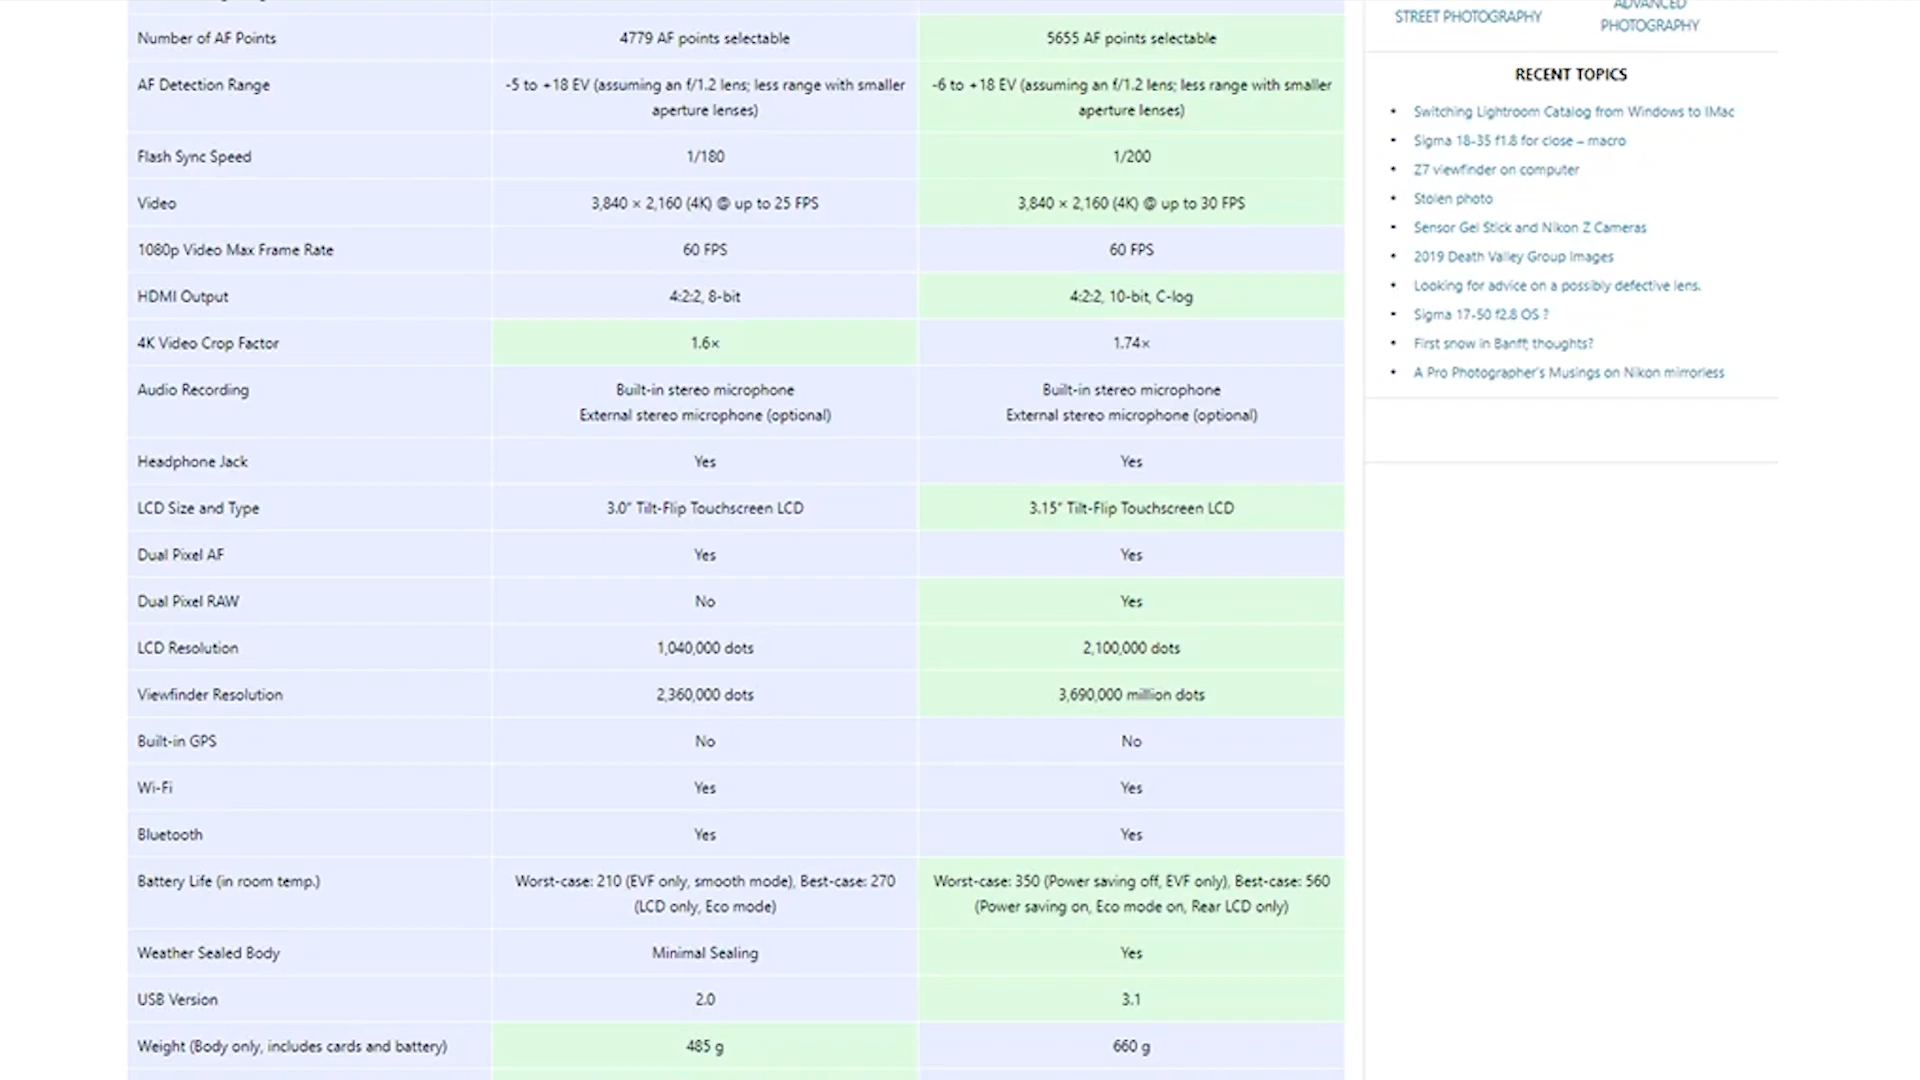 Number of AF Points 4779 AF points selectable 5655 AF points selectable
AF Detection Range -5 to +18 EV (assuming an f/1.2 lens; less range with smaller aperture lenses) -6 to +18 EV (assuming an f/1.2 lens; less range with smaller aperture lenses)
Flash Sync Speed 1/180 1/200
Video 3,840 × 2,160 (4K) @ up to 25 FPS 3,840 × 2,160 (4K) @ up to 30 FPS
1080p Video Max Frame Rate 60 FPS 60 FPS
HDMI Output 4:2:2, 8-bit 4:2:2, 10-bit, C-log
4K Video Crop Factor 1.6× 1.74×
Audio Recording Built-in stereo microphone Built-in stereo microphone
External stereo microphone (optional) External stereo microphone (optional)
Headphone Jack Yes Yes
LCD Size and Type 3.0" Tilt-Flip Touchscreen LCD 3.15" Tilt-Flip Touchscreen LCD
Dual Pixel AF Yes Yes
Dual Pixel RAW No Yes
LCD Resolution 1,040,000 dots 2,100,000 dots
Viewfinder Resolution 2,360,000 dots 3,690,000 million dots
Built-in GPS No No
Wi-Fi Yes Yes
Bluetooth Yes Yes
Battery Life (in room temp.) Worst-case: 210 (EVF only, smooth mode), Best-case: 270 (LCD only, Eco mode) Worst-case: 350 (Power saving off, EVF only), Best-case: 560 (Power saving on, Eco mode on, Rear LCD only)
Weather Sealed Body Minimal Sealing Yes
USB Version 2.0 3.1
Weight (Body only, includes cards and battery) 485 g 660 g
STREET PHOTOGRAPHY
ADVANCED
PHOTOGRAPHY
RECENT TOPICS
• Switching Lightroom Catalog from Windows to IMac
• Sigma 18-35 f1.8 for close – macro
• Z7 viewfinder on computer
• Stolen photo
• Sensor Gel Stick and Nikon Z Cameras
• 2019 Death Valley Group Images
• Looking for advice on a possibly defective lens.
• Sigma 17-50 f2.8 OS ?
• First snow in Banff; thoughts?
• A Pro Photographer's Musings on Nikon mirrorless